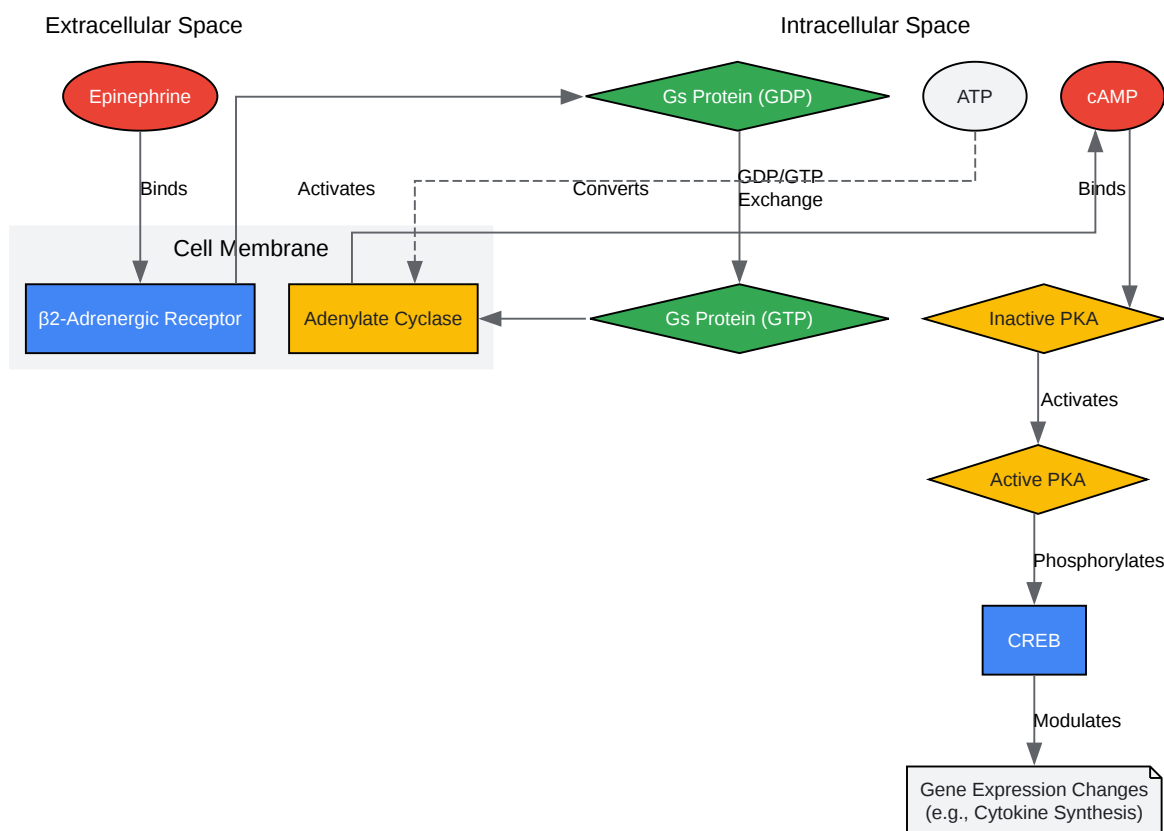 Extracellular Space
Intracellular Space
Epinephrine
Gs Protein (GDP)
ATP
cAMP
Binds
Activates
Converts
GDP/GTP
Exchange
Binds
Cell Membrane
β2-Adrenergic Receptor
Adenylate Cyclase
Gs Protein (GTP)
Inactive PKA
Activates
Active PKA
Phosphorylates
CREB
Modulates
Gene Expression Changes
(e.g., Cytokine Synthesis)